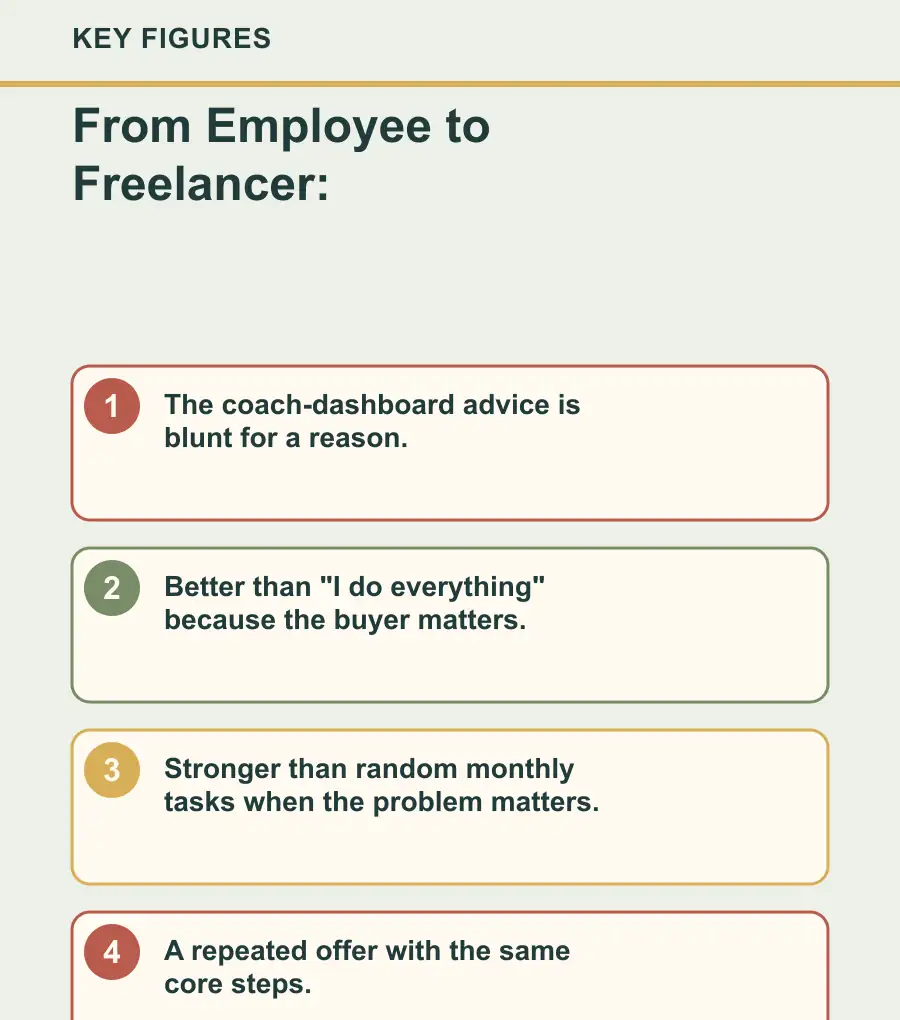 KEY FIGURES
From Employee to
Freelancer:
1
The coach-dashboard advice is
blunt for a reason.
2
Better than "I do everything"
because the buyer matters.
3
Stronger than random monthly
tasks when the problem matters.
4
A repeated offer with the same
core steps.